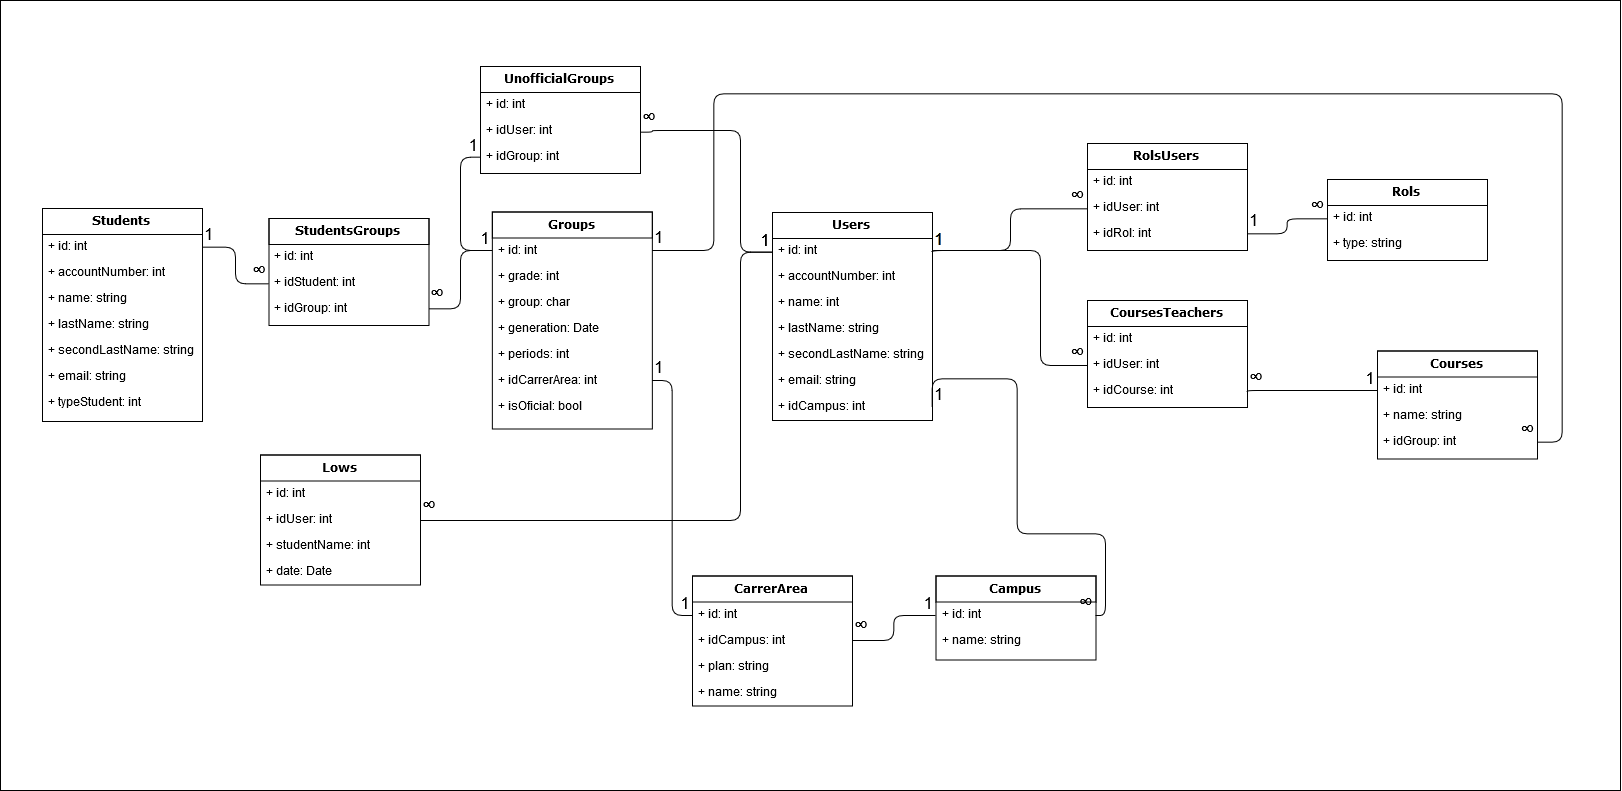 UnofficialGroups
+ id: int
+ idUser: int
+ idGroup: int
∞
1
Students
+ id: int
+ accountNumber: int
+ name: string
+ lastName: string
+ secondLastName: string
+ email: string
+ typeStudent: int
1
∞
StudentsGroups
+ id: int
+ idStudent: int
+ idGroup: int
∞
1
Groups
+ id: int
+ grade: int
+ group: char
+ generation: Date
+ periods: int
+ idCarrerArea: int
+ isOficial: bool
1
1
1
Users
+ id: int
+ accountNumber: int
+ name: int
+ lastName: string
+ secondLastName: string
+ email: string
+ idCampus: int
1
1
∞
RolsUsers
+ id: int
+ idUser: int
+ idRol: int
1
∞
Rols
+ id: int
+ type: string
∞
CoursesTeachers
+ id: int
+ idUser: int
+ idCourse: int
∞
1
Courses
+ id: int
+ name: string
+ idGroup: int
∞
Lows
+ id: int
+ idUser: int
+ studentName: int
+ date: Date
∞
1
CarrerArea
+ id: int
+ idCampus: int
+ plan: string
+ name: string
∞
1
Campus
∞
+ id: int
+ name: string